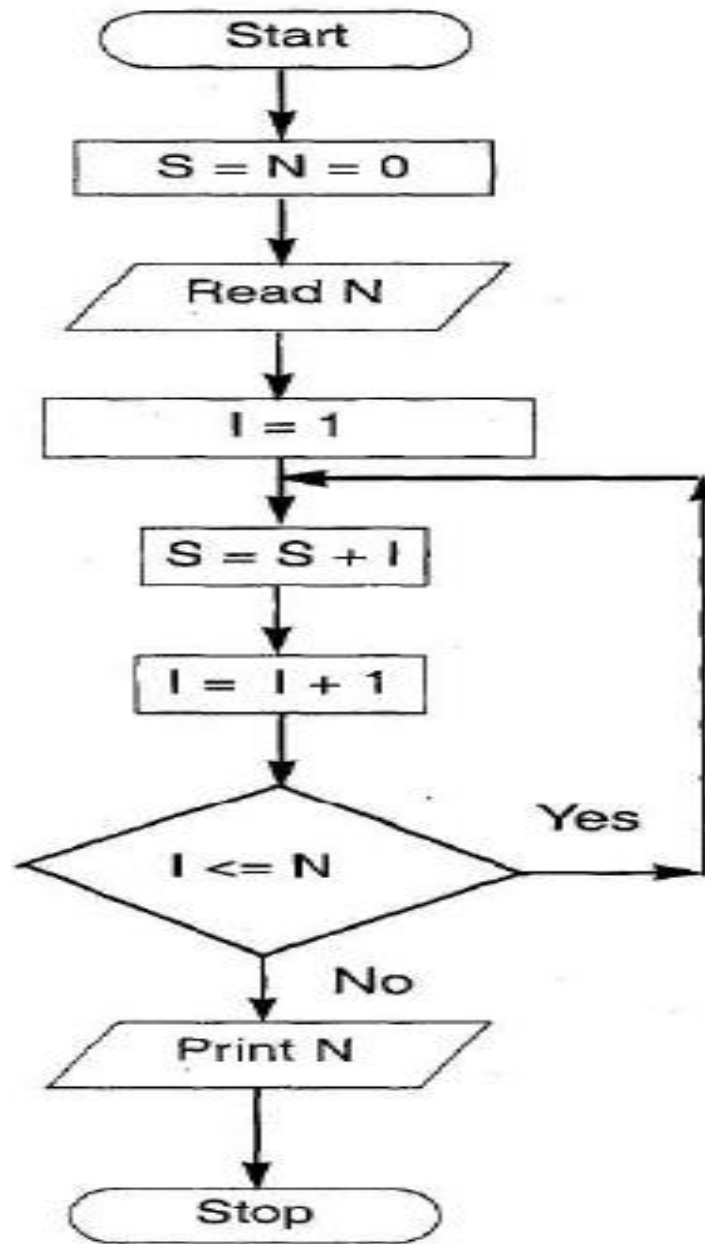 Start
S = N = 0
Read N
I = 1
S = S + I
I = I + 1
I <= N
Yes
No
Print N
Stop